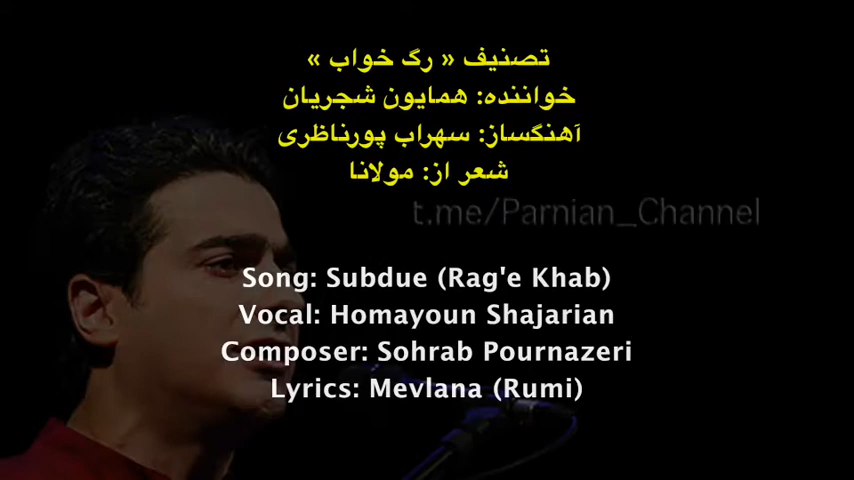 تصنیف « رگ خواب »
خواننده: همایون شجریان
آهنگساز: سهراب پورناظری
شعر از: مولانا
t.me/Parnian_Channel
Song: Subdue (Rag'e Khab)
Vocal: Homayoun Shajarian
Composer: Sohrab Pournazeri
Lyrics: Mevlana (Rumi)